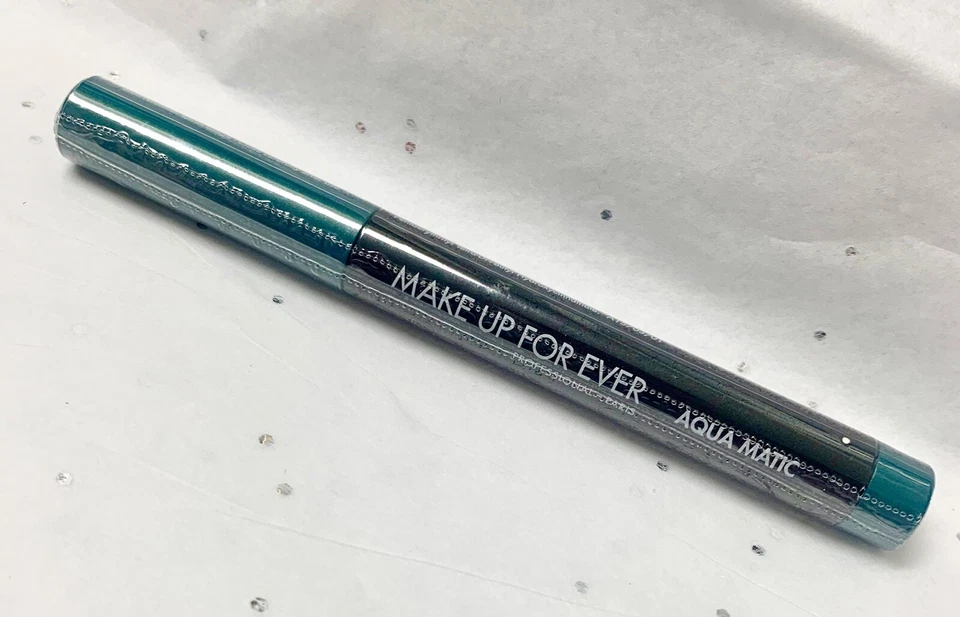 MAKE UP FOR EVER
PROFESSIONAL - PARIS
AQUA MATIC